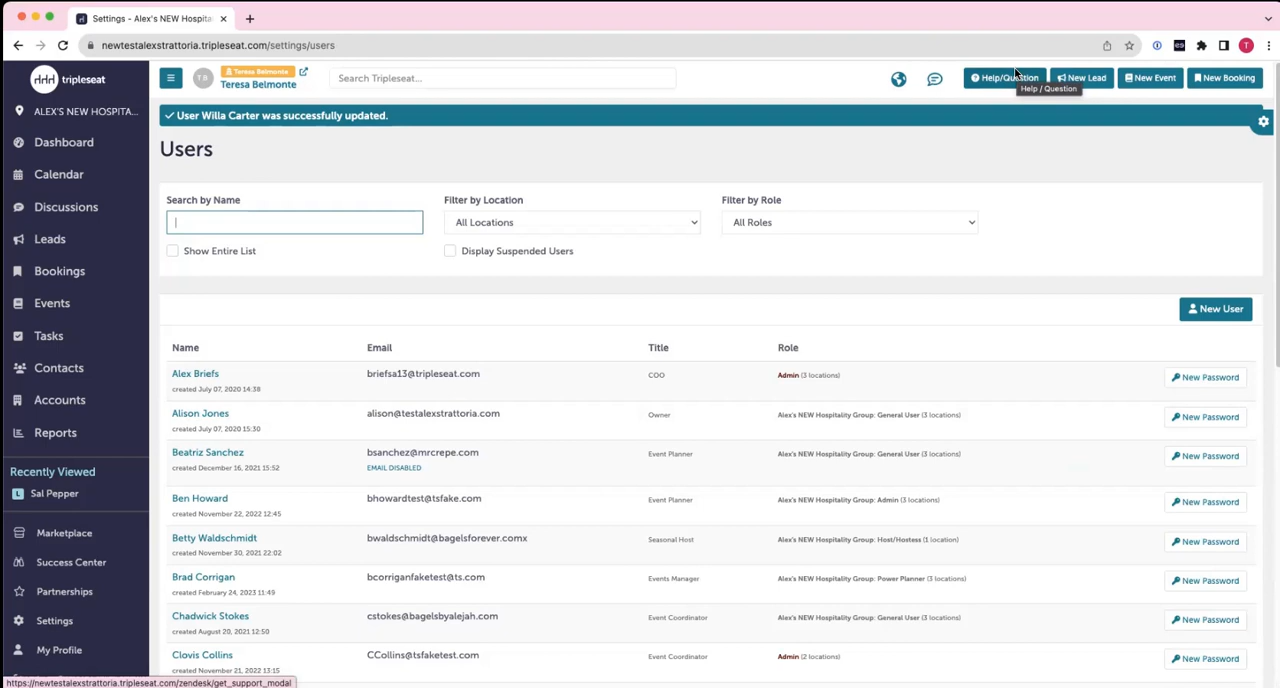 Settings - Alex's NEW Hospita
newtestalexstrattoria.tripleseat.com/settings/users
T
tripleseat
ALEX'S NEW HOSPITA...
Dashboard
Calendar
Discussions
Leads
Bookings
Events
Tasks
Contacts
Accounts
Reports
Recently Viewed
L Sal Pepper
Marketplace
Success Center
Partnerships
Settings
My Profile
https://newtestalexstrattoria.tripleseat.com/zendesk/get_support_modal
TB
Teresa Belmonte
Teresa Belmonte
Search Tripleseat...
Help/Question
New Lead
New Event
New Booking
Help / Question
User Willa Carter was successfully updated.
Users
Search by Name
Filter by Location
Filter by Role
All Locations
All Roles
Show Entire List
Display Suspended Users
New User
Name Email Title Role
Alex Briefs briefsa13@tripleseat.com COO Admin (3 locations) New Password
created July 07, 2020 14:38
Alison Jones alison@testalexstrattoria.com Owner Alex's NEW Hospitality Group: General User (3 locations) New Password
created July 07, 2020 15:30
Beatriz Sanchez bsanchez@mrcrepe.com Event Planner Alex's NEW Hospitality Group: General User (3 locations) New Password
created December 16, 2021 15:52 EMAIL DISABLED
Ben Howard bhowardtest@tsfake.com Event Planner Alex's NEW Hospitality Group: Admin (3 locations) New Password
created November 22, 2022 12:45
Betty Waldschmidt bwaldschmidt@bagelsforever.comx Seasonal Host Alex's NEW Hospitality Group: Host/Hostess (1 location) New Password
created November 30, 2021 22:02
Brad Corrigan bcorriganfaketest@ts.com Events Manager Alex's NEW Hospitality Group: Power Planner (3 locations) New Password
created February 24, 2023 11:49
Chadwick Stokes cstokes@bagelsbyalejah.com Event Coordinator Alex's NEW Hospitality Group: General User (3 locations) New Password
created August 20, 2021 12:50
Clovis Collins CCollins@tsfaketest.com Event Coordinator Admin (2 locations) New Password
created November 21, 2022 13:15